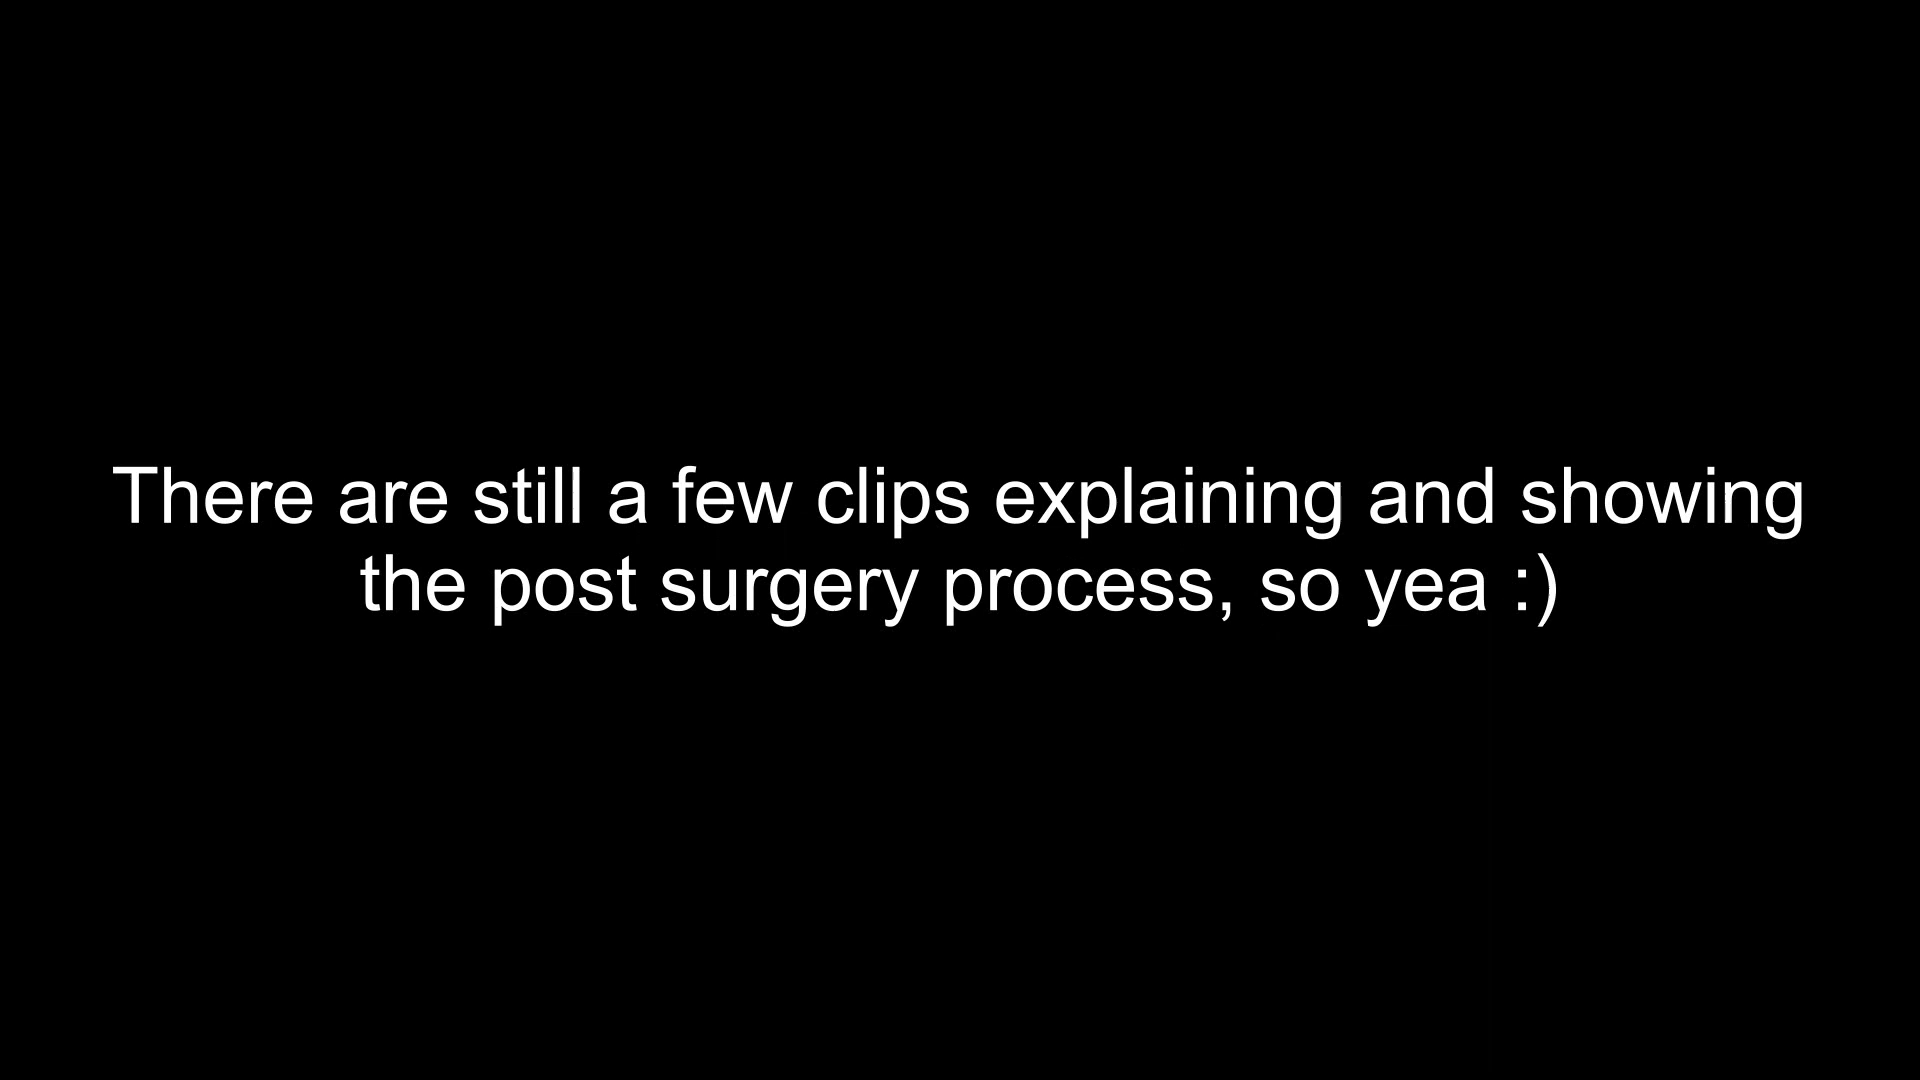 There are still a few clips explaining and showing
the post surgery process, so yea :)